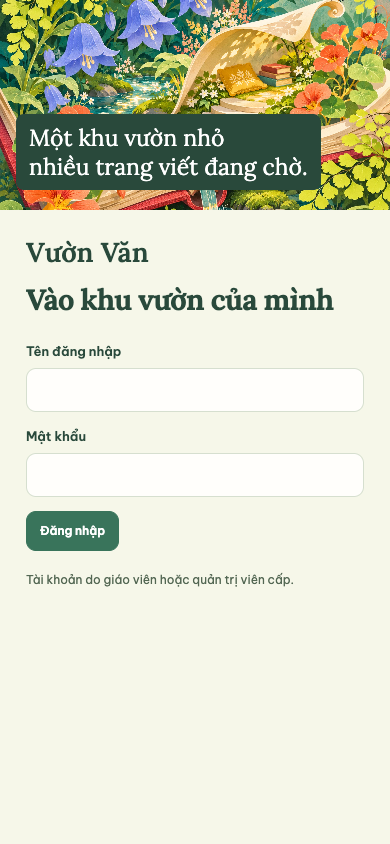 Một khu vườn nhỏ
nhiều trang viết đang chờ.
Vườn Văn
Vào khu vườn của mình
Tên đăng nhập
Mật khẩu
Đăng nhập
Tài khoản do giáo viên hoặc quản trị viên cấp.